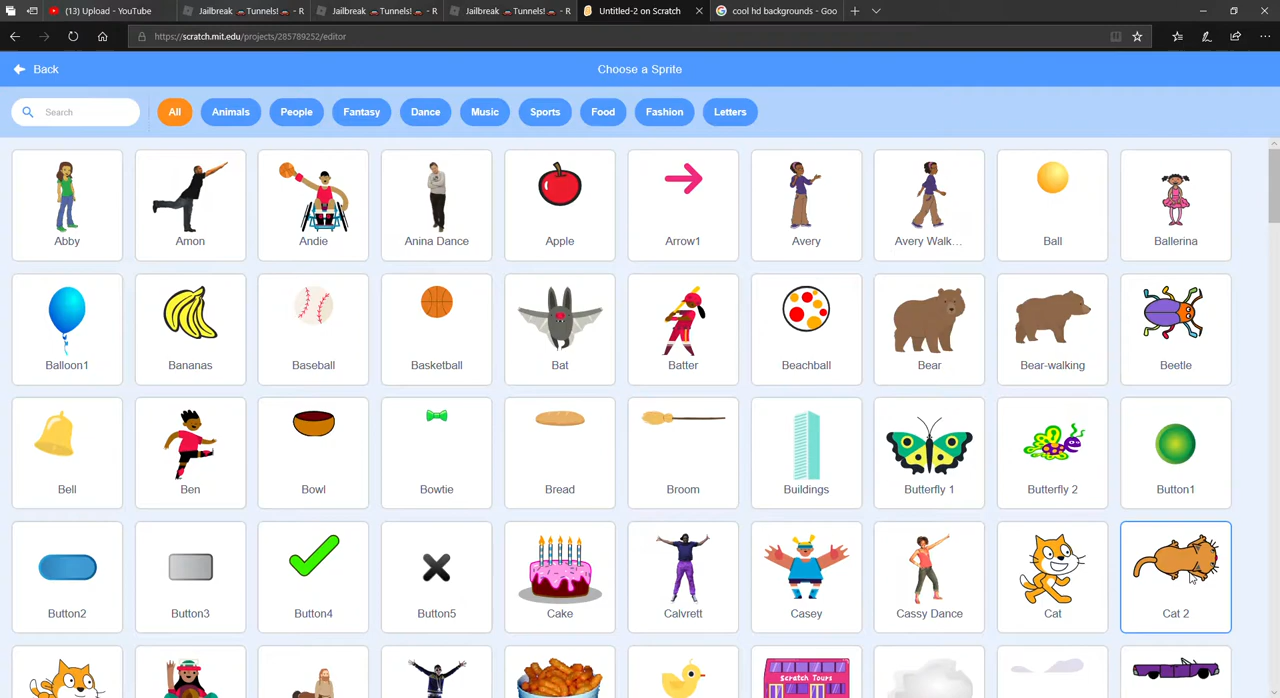 (13) Upload - YouTube
Jailbreak 🚗Tunnels!🚗 - R
Jailbreak 🚗Tunnels!🚗 - R
Jailbreak 🚗Tunnels!🚗 - R
Untitled-2 on Scratch
cool hd backgrounds - Goo
https://scratch.mit.edu/projects/285789252/editor
Back
Choose a Sprite
Search
All
Animals
People
Fantasy
Dance
Music
Sports
Food
Fashion
Letters
Abby
Amon
Andie
Anina Dance
Apple
Arrow1
Avery
Avery Walk...
Ball
Ballerina
Balloon1
Bananas
Baseball
Basketball
Bat
Batter
Beachball
Bear
Bear-walking
Beetle
Bell
Ben
Bowl
Bowtie
Bread
Broom
Buildings
Butterfly 1
Butterfly 2
Button1
Button2
Button3
Button4
Button5
Cake
Calvrett
Casey
Cassy Dance
Cat
Cat 2
Scratch Tours